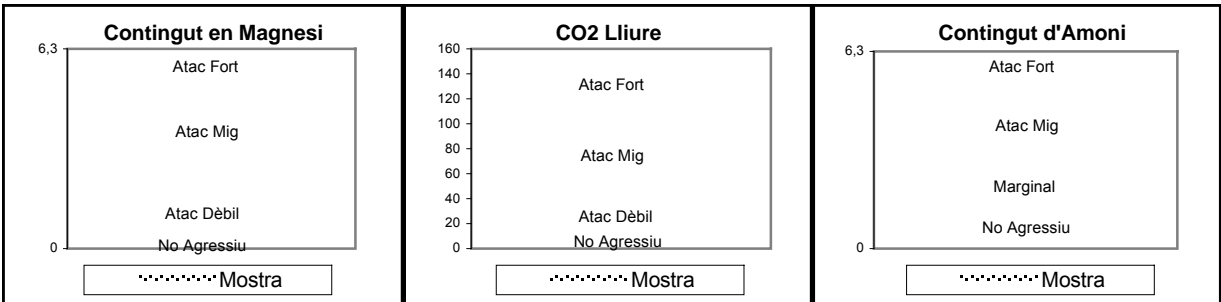 Contingut en Magnesi
6,3
Atac Fort
Atac Mig
Atac Dèbil
No Agressiu
0
Mostra
CO2 Lliure
160
140
Atac Fort
120
100
80
Atac Mig
60
40
Atac Dèbil
20
No Agressiu
0
Mostra
Contingut d'Amoni
6,3
Atac Fort
Atac Mig
Marginal
No Agressiu
0
Mostra